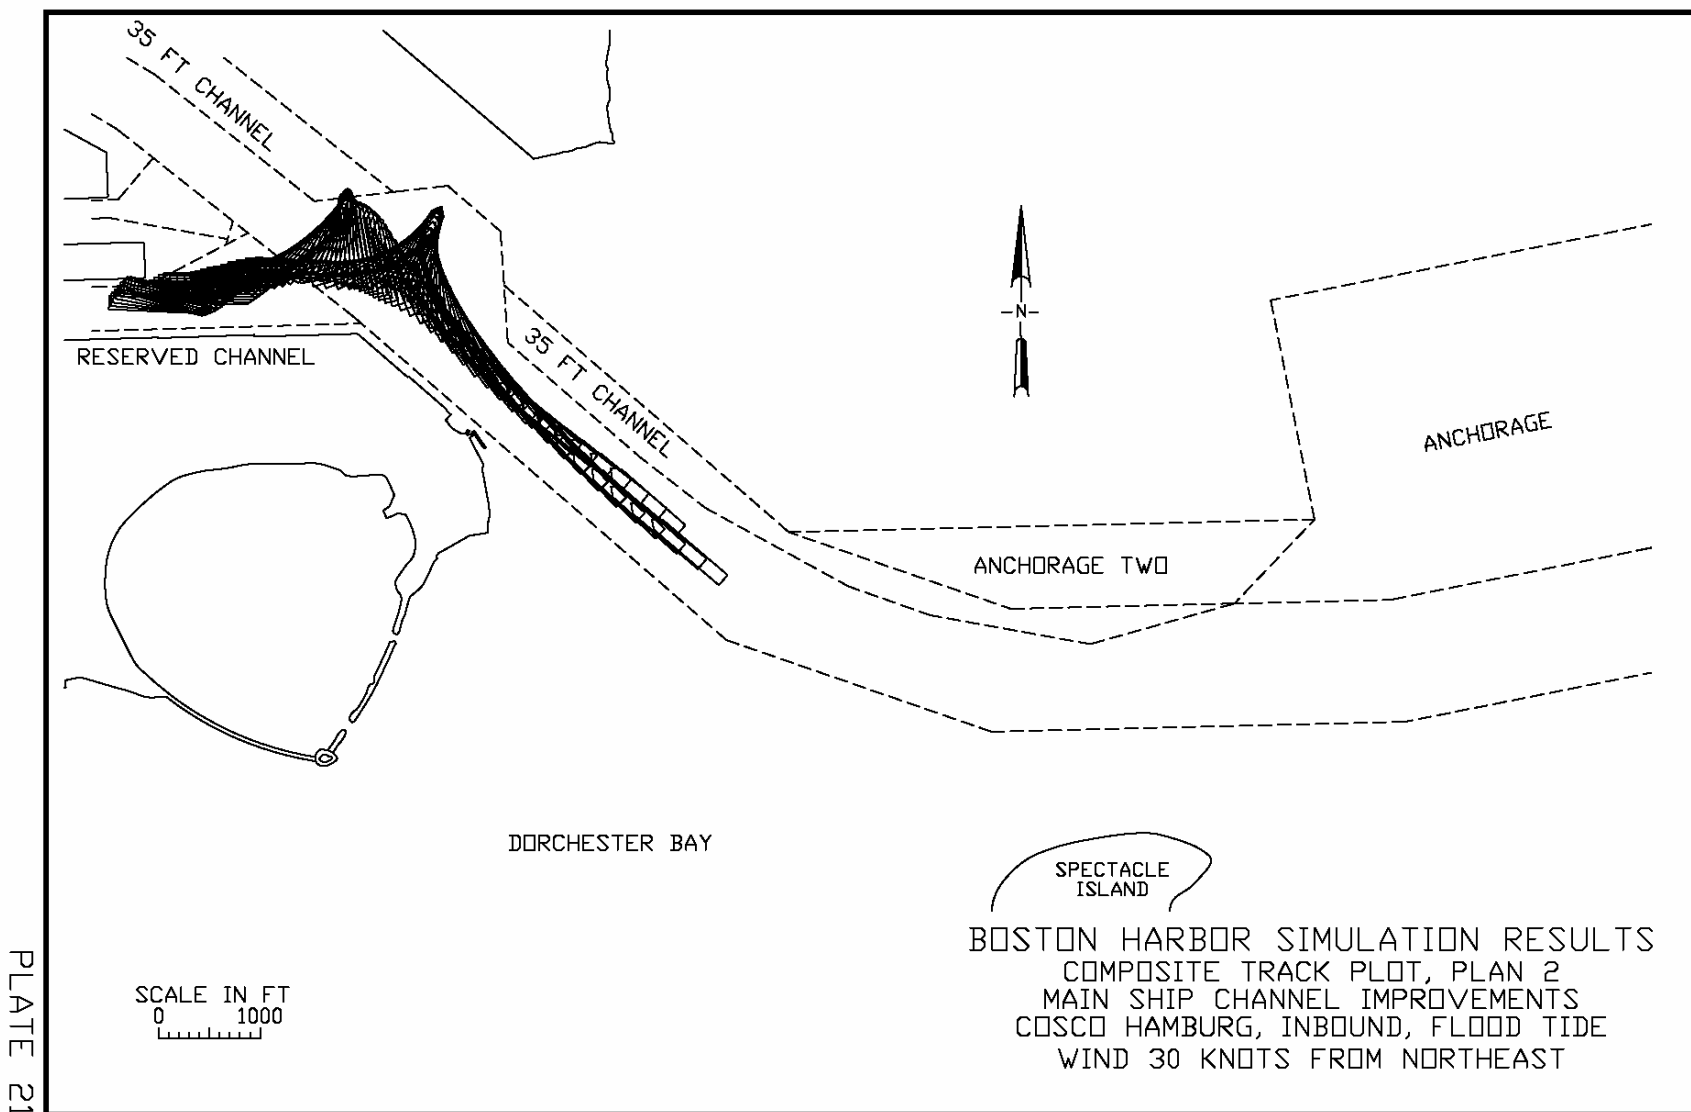 35 FT CHANNEL
-N-
35 FT CHANNEL
RESERVED CHANNEL
ANCHORAGE
ANCHORAGE TWO
DORCHESTER BAY
SPECTACLE
ISLAND
BOSTON HARBOR SIMULATION RESULTS
COMPOSITE TRACK PLOT, PLAN 2
MAIN SHIP CHANNEL IMPROVEMENTS
COSCO HAMBURG, INBOUND, FLOOD TIDE
WIND 30 KNOTS FROM NORTHEAST
SCALE IN FT
0 1000
PLATE 21